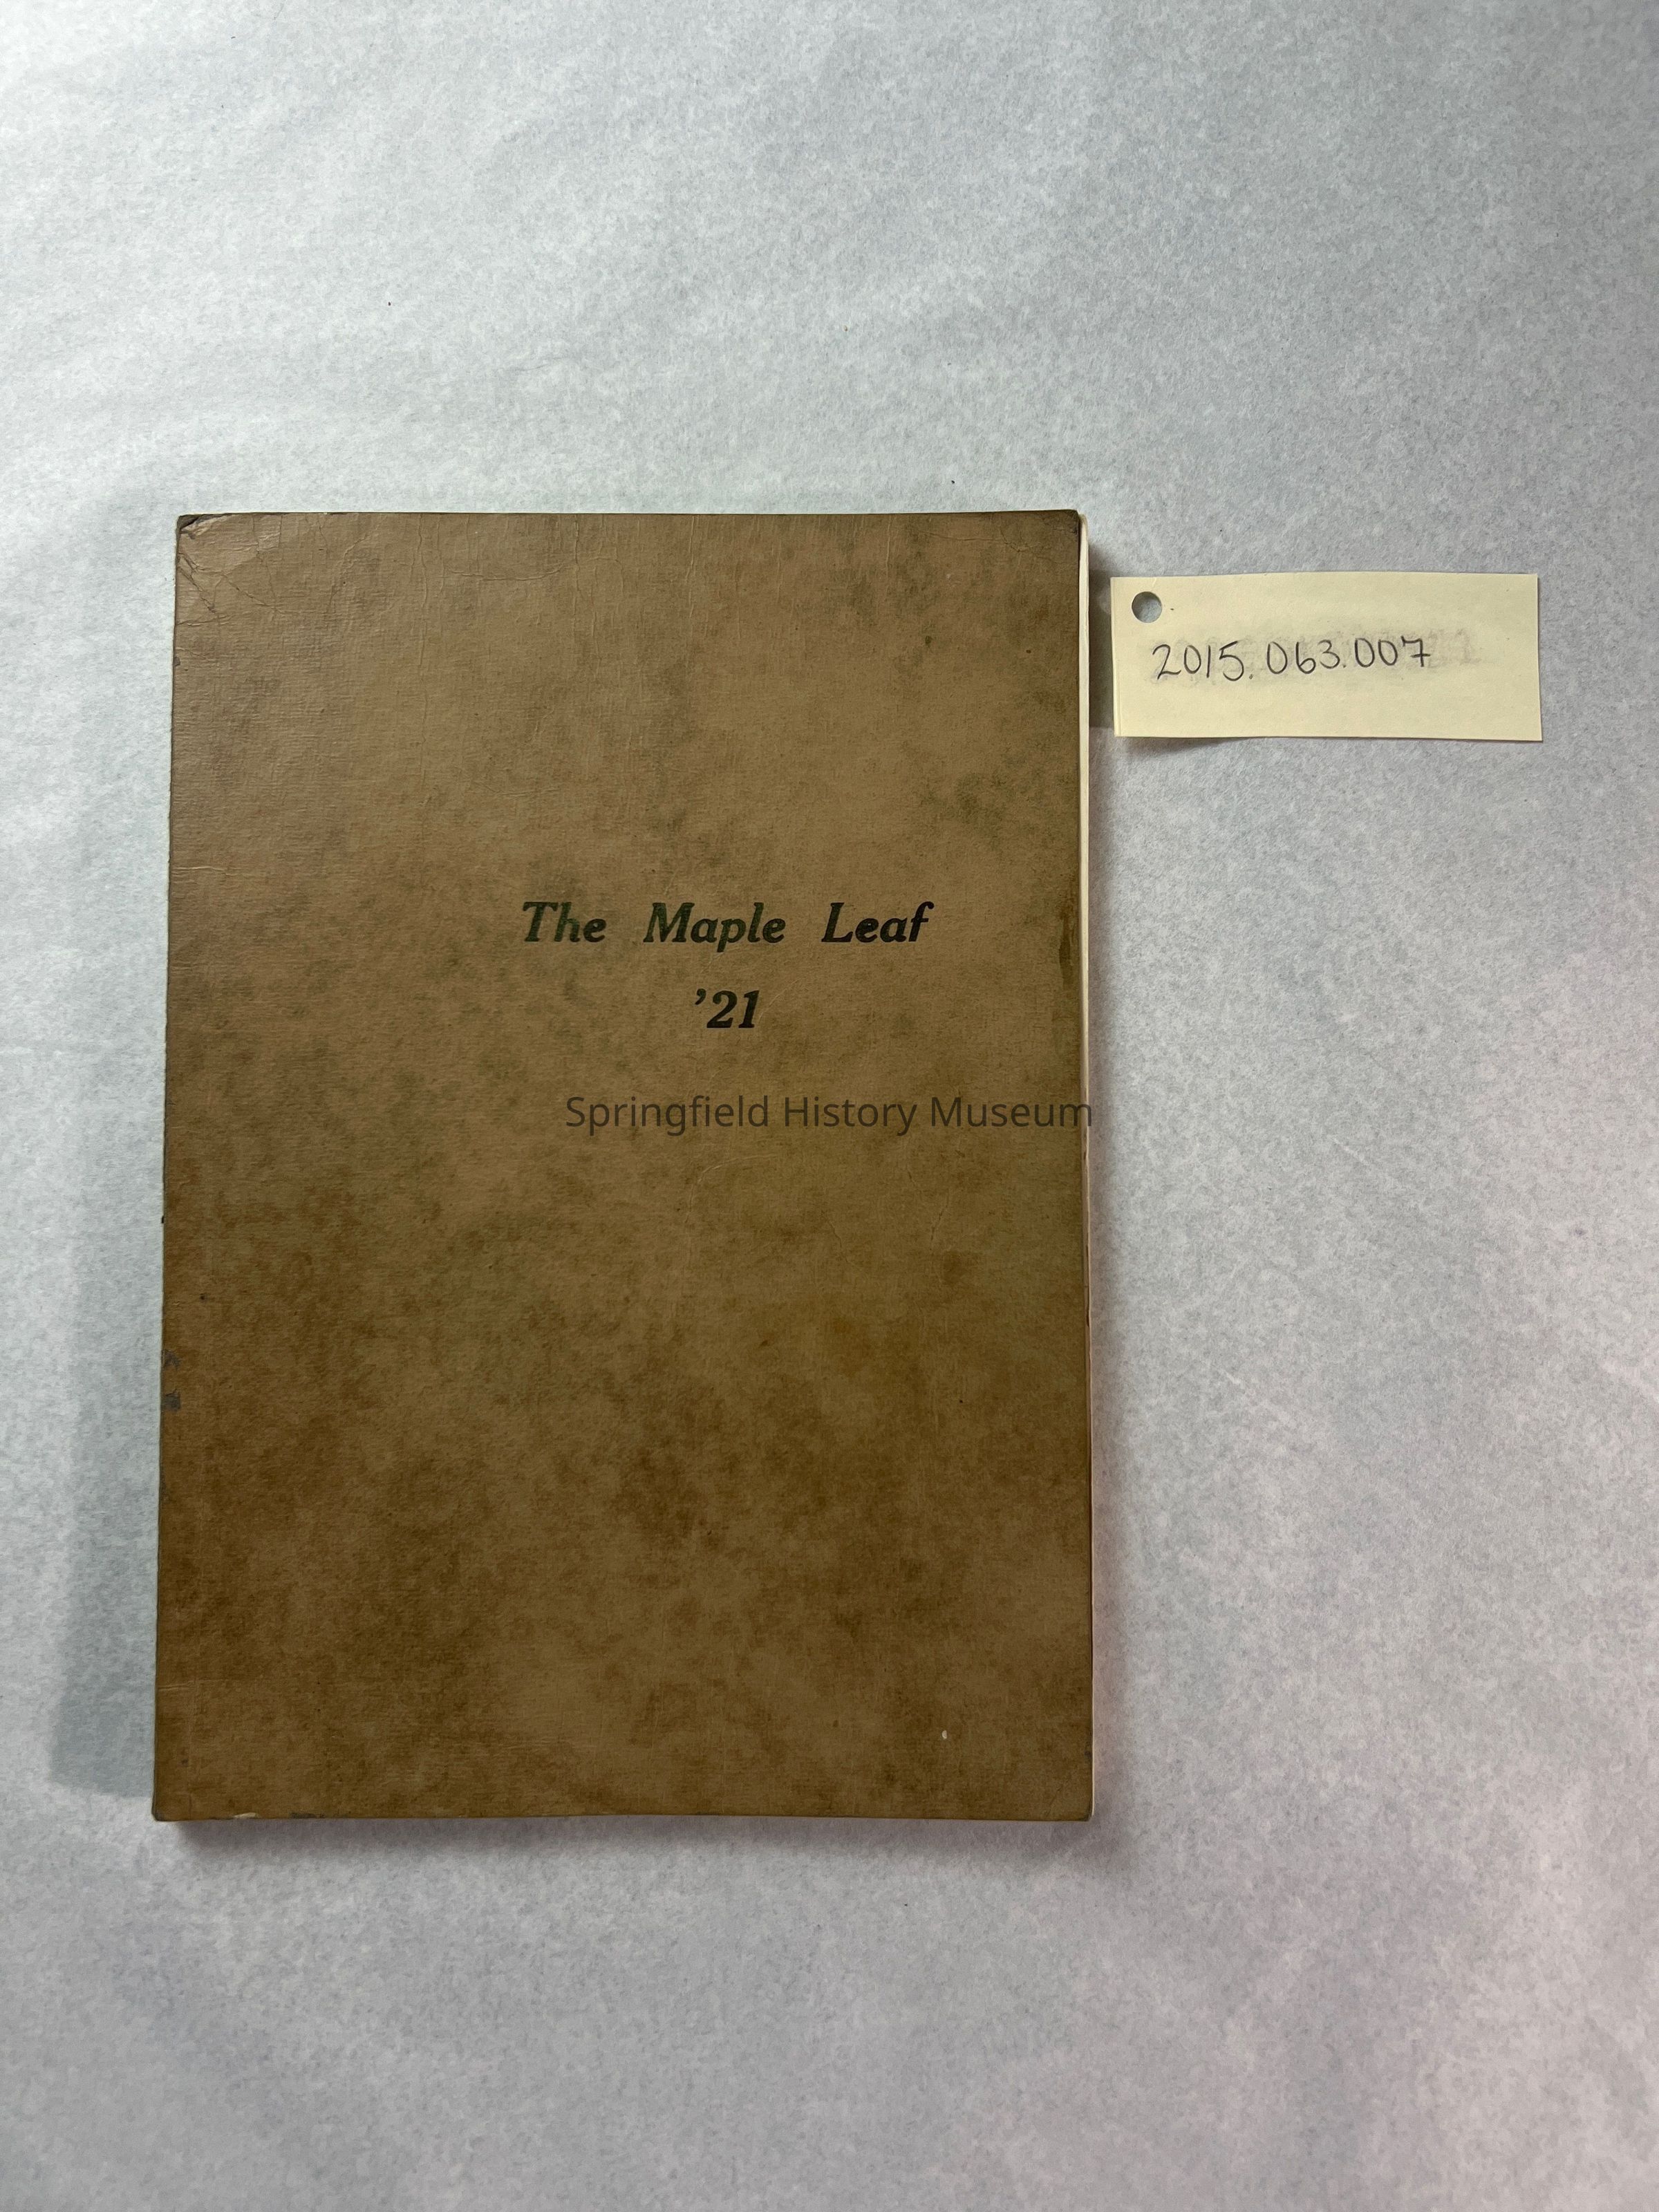 2015.063.007
The Maple Leaf
'21
Springfield History Museum